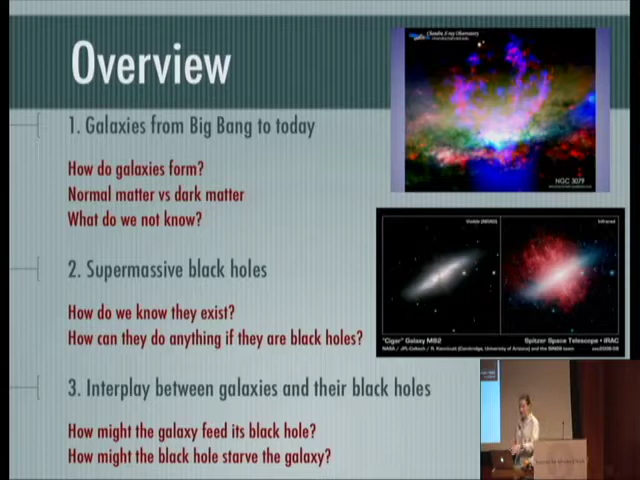 Overview
1. Galaxies from Big Bang to today
How do galaxies form?
Normal matter vs dark matter
What do we not know?
2. Supermassive black holes
How do we know they exist?
How can they do anything if they are black holes?
3. Interplay between galaxies and their black holes
How might the galaxy feed its black hole?
How might the black hole starve the galaxy?
Chandra X-ray Observatory
NGC 3079
Infrared
"Cigar" Galaxy M82
Spitzer Space Telescope • IRAC